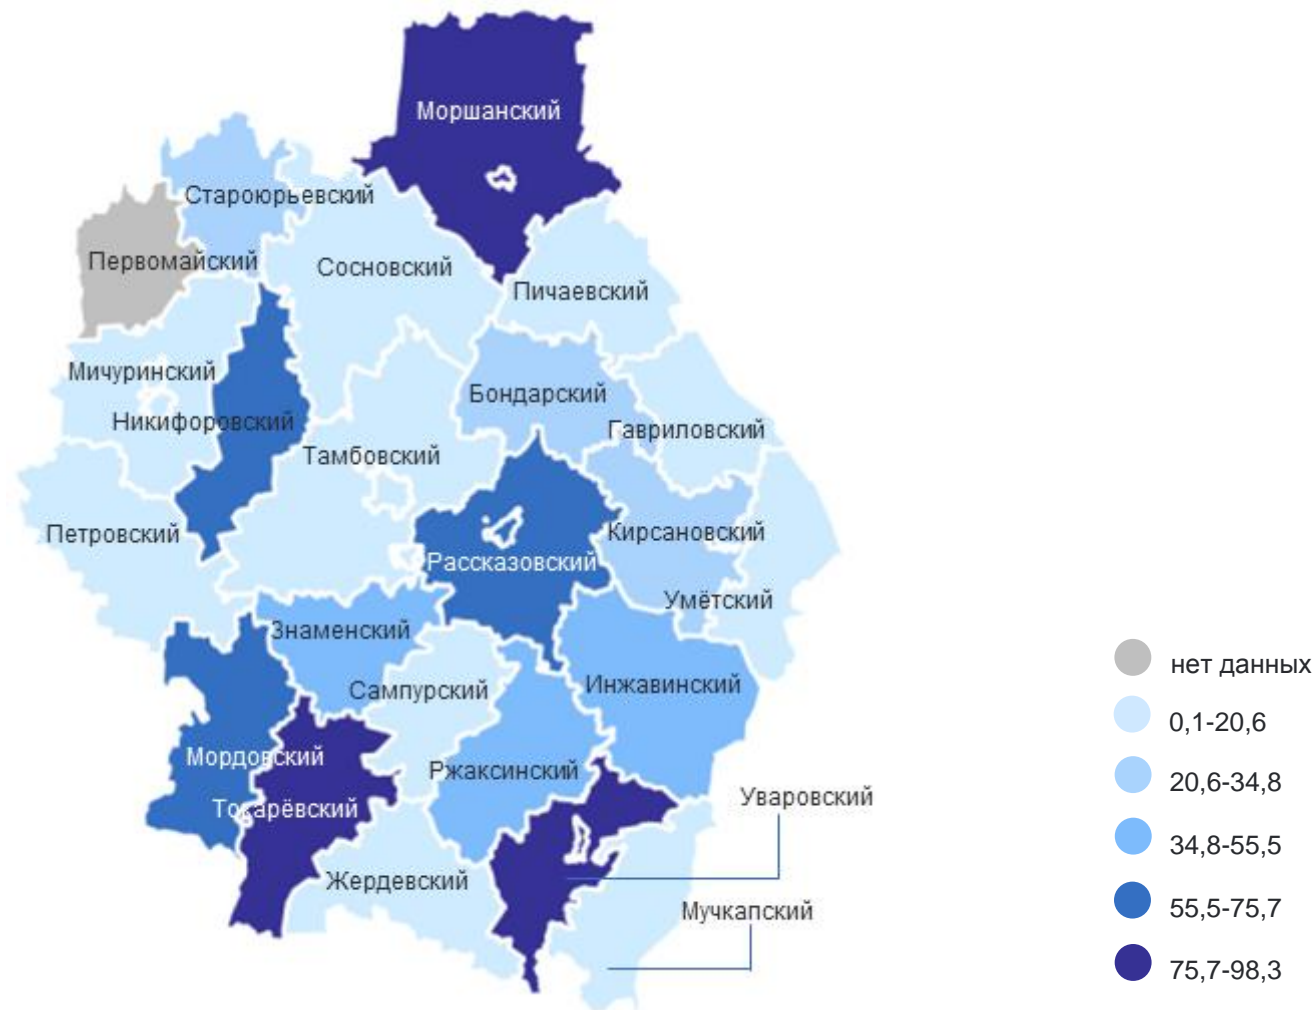 Моршанский
Староюрьевский
Первомайский
Сосновский
Пичаевский
Мичуринский
Бондарский
Никифоровский
Гавриловский
Тамбовский
Петровский
Кирсановский
Рассказовский
Умётский
Знаменский
Сампурский
Инжавинский
Мордовский
Ржаксинский
Токарёвский
Уваровский
Жердевский
Мучкапский
нет данных
0,1-20,6
20,6-34,8
34,8-55,5
55,5-75,7
75,7-98,3